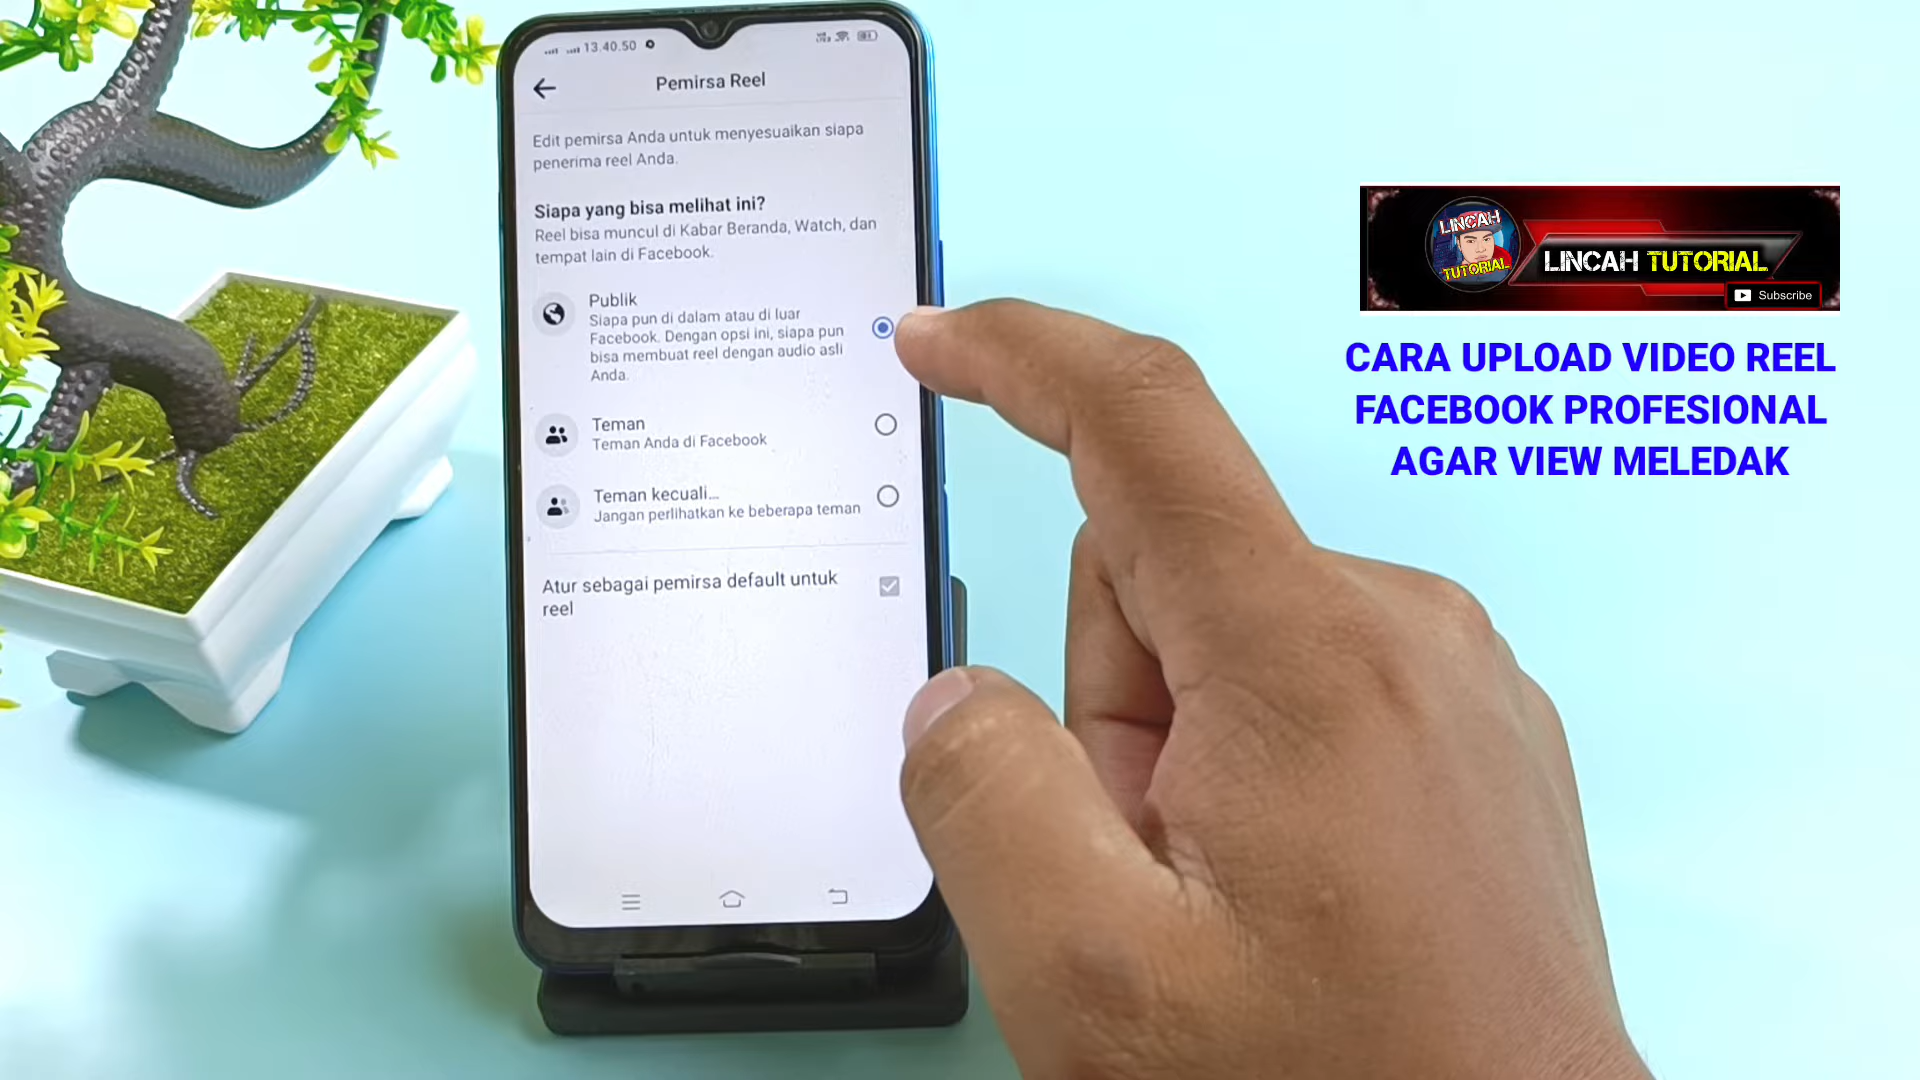 13.40.50
Pemirsa Reel
Edit pemirsa Anda untuk menyesuaikan siapa
penerima reel Anda.
Siapa yang bisa melihat ini?
Reel bisa muncul di Kabar Beranda, Watch, dan
tempat lain di Facebook.
Publik
Siapa pun di dalam atau di luar
Facebook. Dengan opsi ini, siapa pun
bisa membuat reel dengan audio asli
Anda.
Teman
Teman Anda di Facebook
Teman kecuali...
Jangan perlihatkan ke beberapa teman
Atur sebagai pemirsa default untuk
reel
LINCAH
TUTORIAL
LINCAH TUTORIAL
Subscribe
CARA UPLOAD VIDEO REEL
FACEBOOK PROFESIONAL
AGAR VIEW MELEDAK